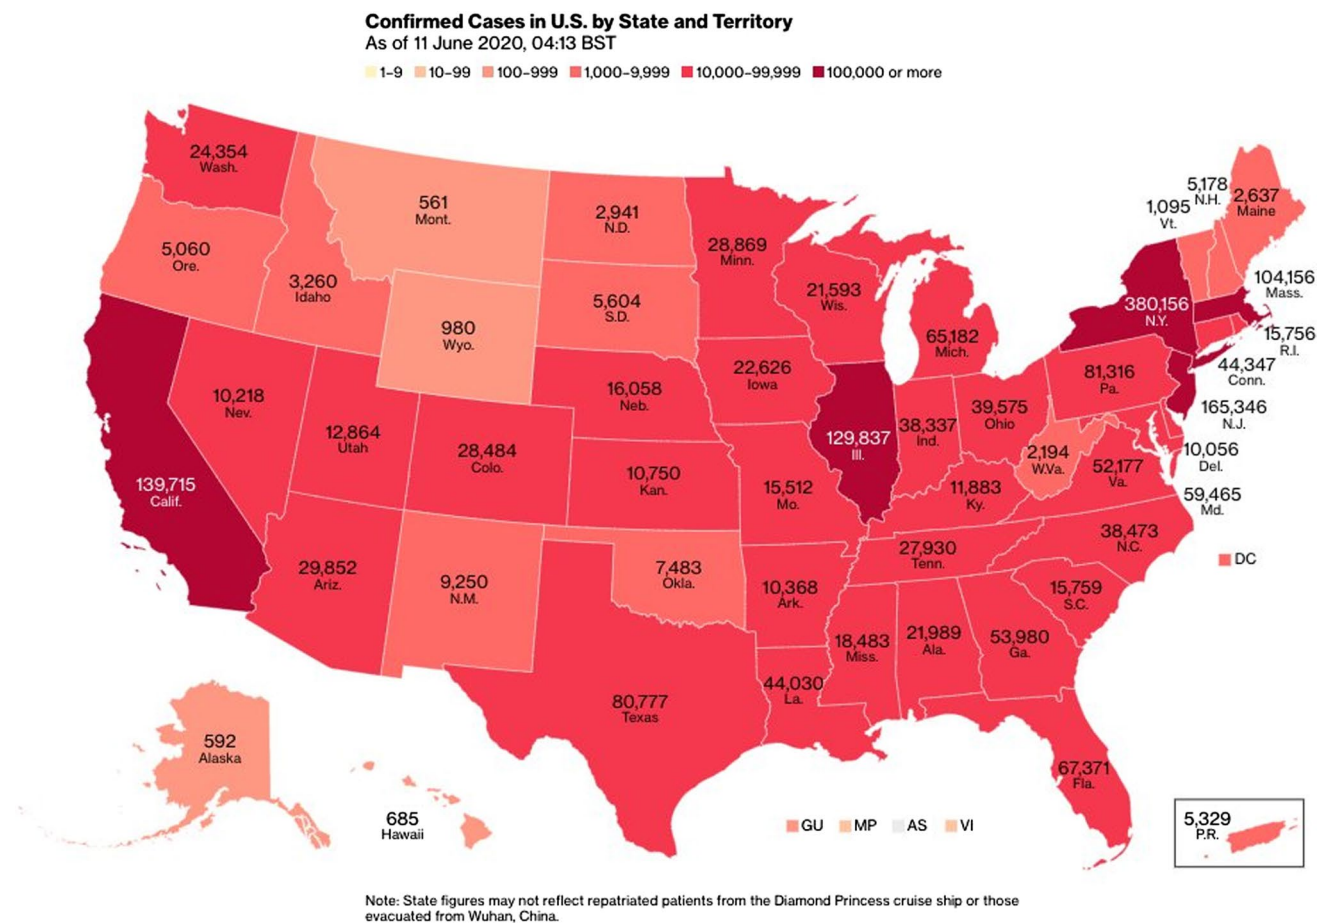 Confirmed Cases in U.S. by State and Territory
As of 11 June 2020, 04:13 BST
1–9 10–99 100–999 1,000–9,999 10,000–99,999 100,000 or more
24,354
Wash.
561
Mont.
2,941
N.D.
28,869
Minn.
1,095
Vt.
5,178
N.H.
2,637
Maine
5,060
Ore.
3,260
Idaho
980
Wyo.
5,604
S.D.
21,593
Wis.
65,182
Mich.
380,156
N.Y.
104,156
Mass.
15,756
R.I.
44,347
Conn.
10,218
Nev.
12,864
Utah
28,484
Colo.
16,058
Neb.
22,626
Iowa
129,837
Ill.
38,337
Ind.
39,575
Ohio
81,316
Pa.
165,346
N.J.
139,715
Calif.
10,750
Kan.
15,512
Mo.
11,883
Ky.
2,194
W.Va.
52,177
Va.
10,056
Del.
59,465
Md.
29,852
Ariz.
9,250
N.M.
7,483
Okla.
10,368
Ark.
27,930
Tenn.
38,473
N.C.
DC
15,759
S.C.
18,483
Miss.
21,989
Ala.
53,980
Ga.
80,777
Texas
44,030
La.
67,371
Fla.
592
Alaska
685
Hawaii
GU MP AS VI
5,329
P.R.
Note: State figures may not reflect repatriated patients from the Diamond Princess cruise ship or those
evacuated from Wuhan, China.